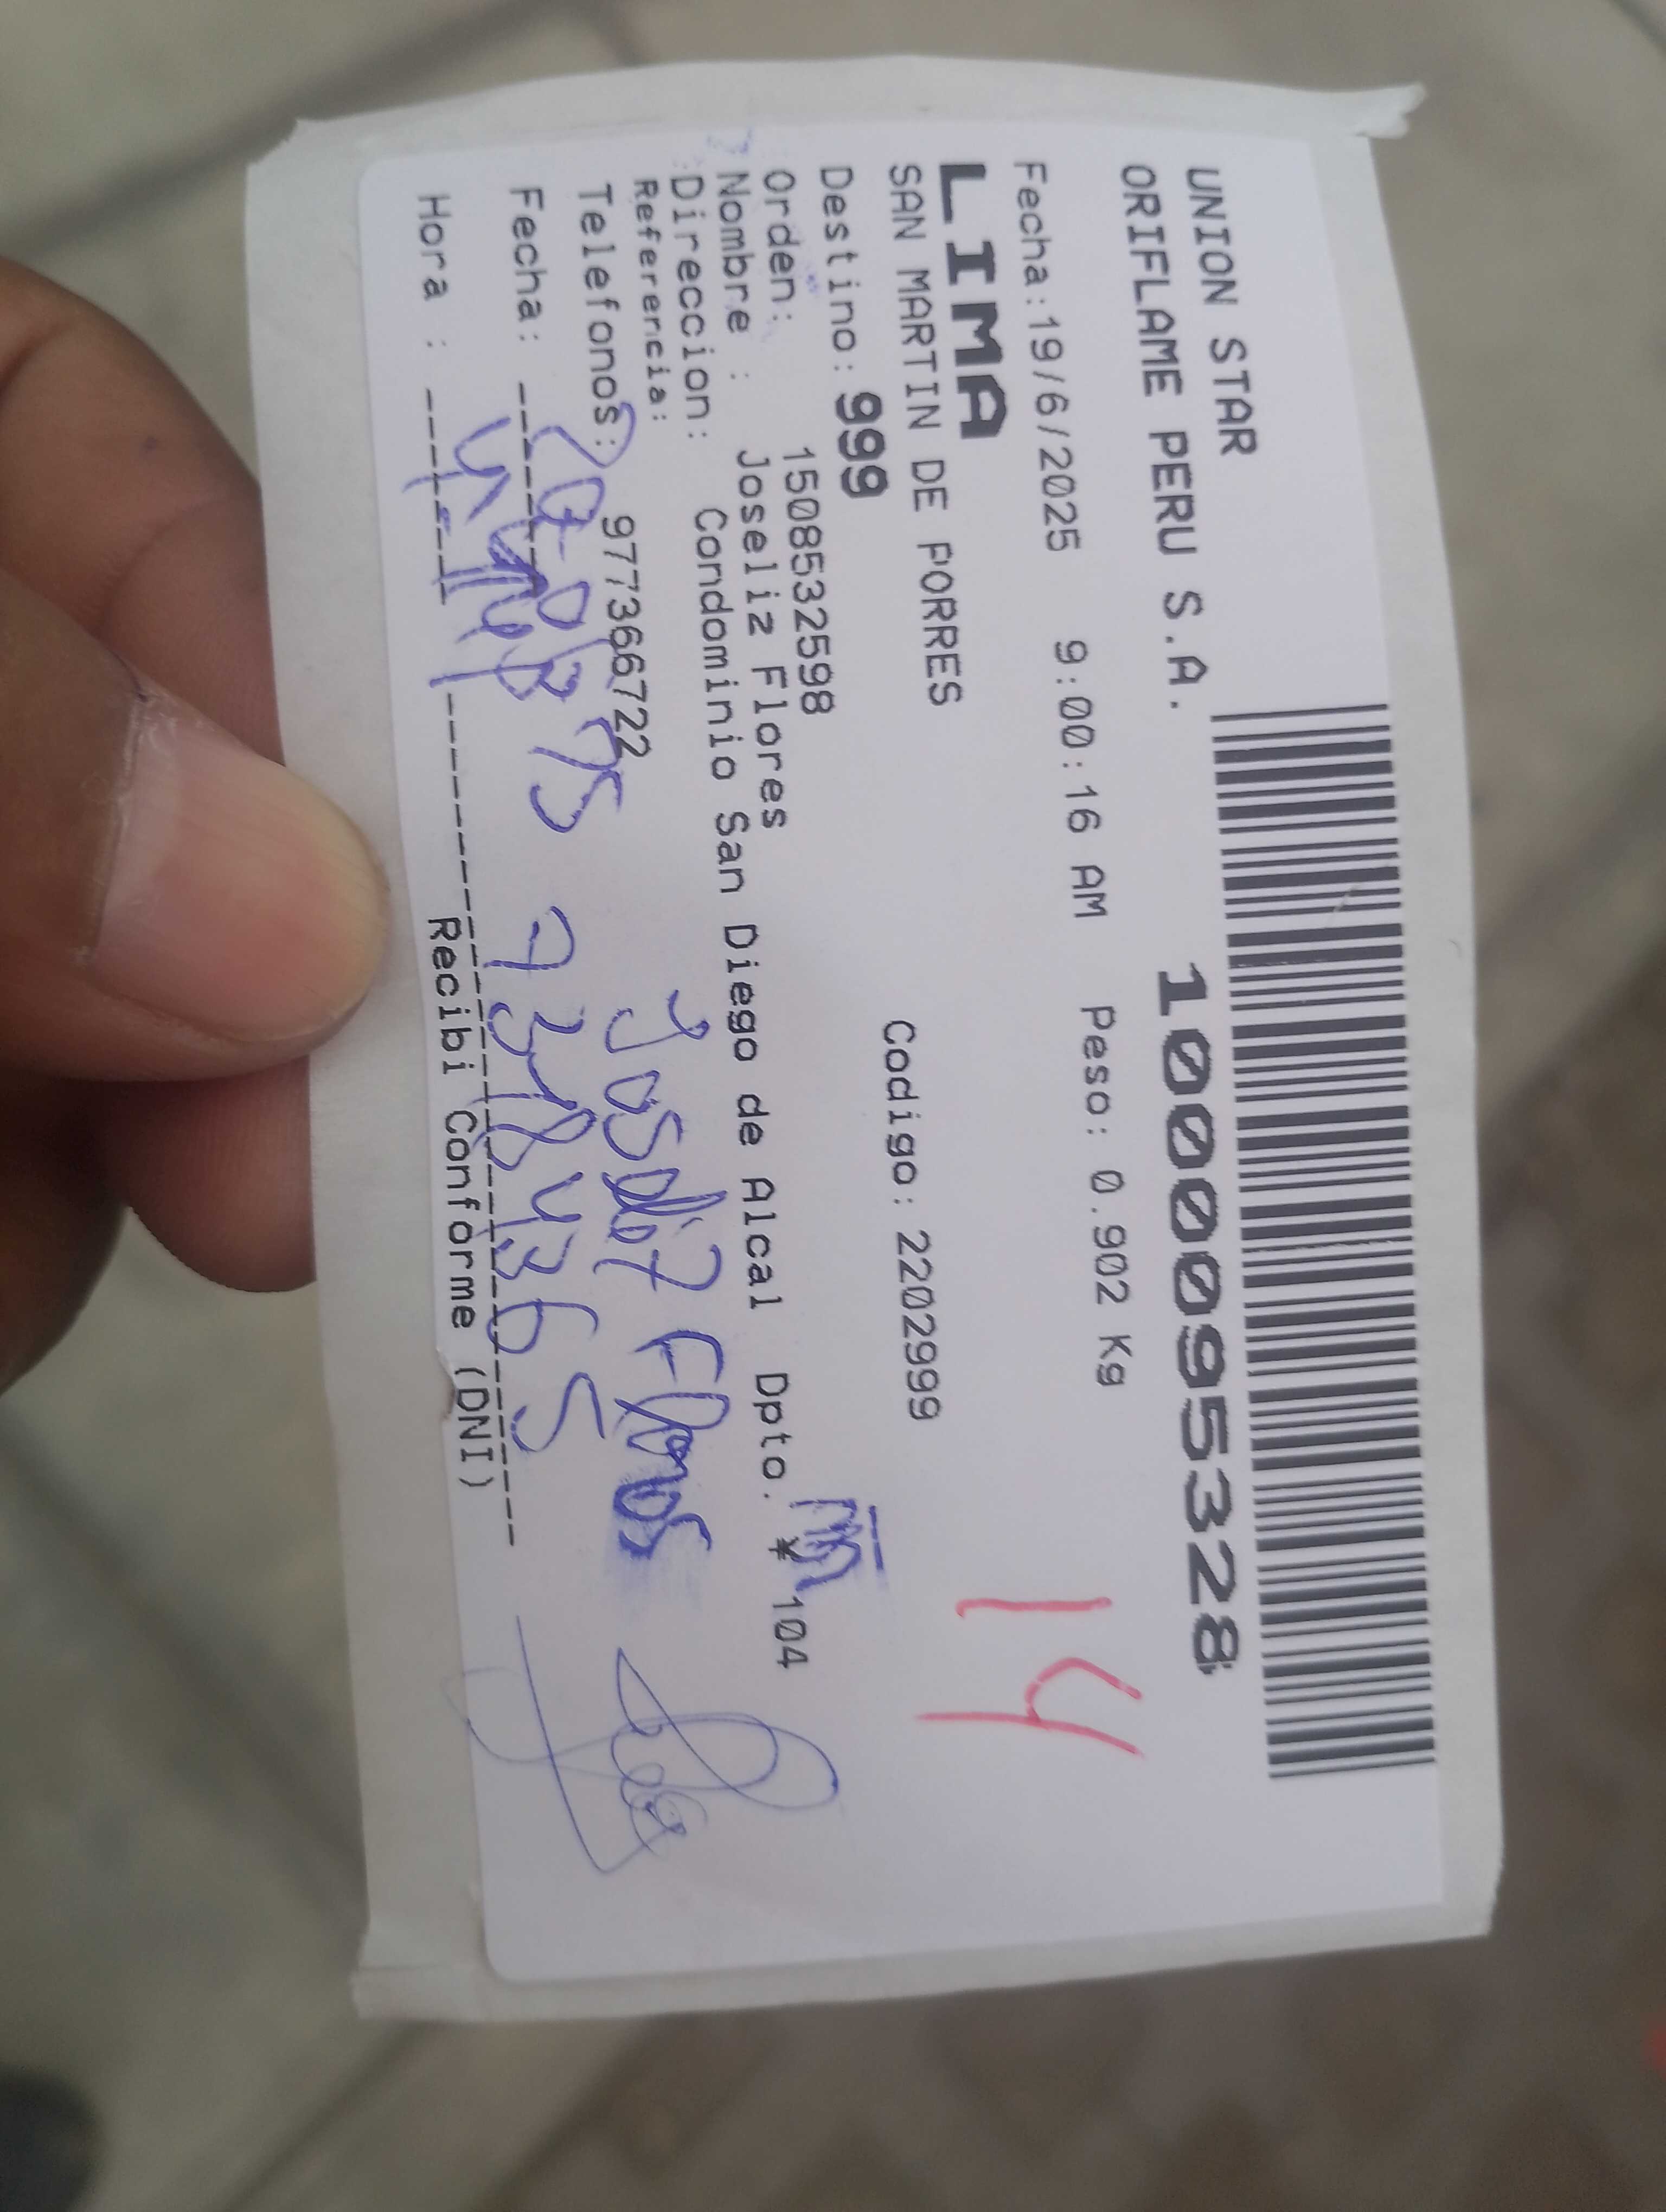 UNION STAR
ORIFLAME PERU S.A.
1000095328
Fecha:19/6/2025 9:00:16 AM Peso: 0.902 Kg
LIMA
14
SAN MARTIN DE PORRES
Codigo: 2202999
Destino: 999
Orden: 1508532598
Nombre : Joseliz Flores
Direccion: Condominio San Diego de Alcal Dpto. ¥ 104
Referencia:
Telefonos: 977366722
Joseliz Flores
Fecha:
Hora :
Recibi Conforme (DNI)